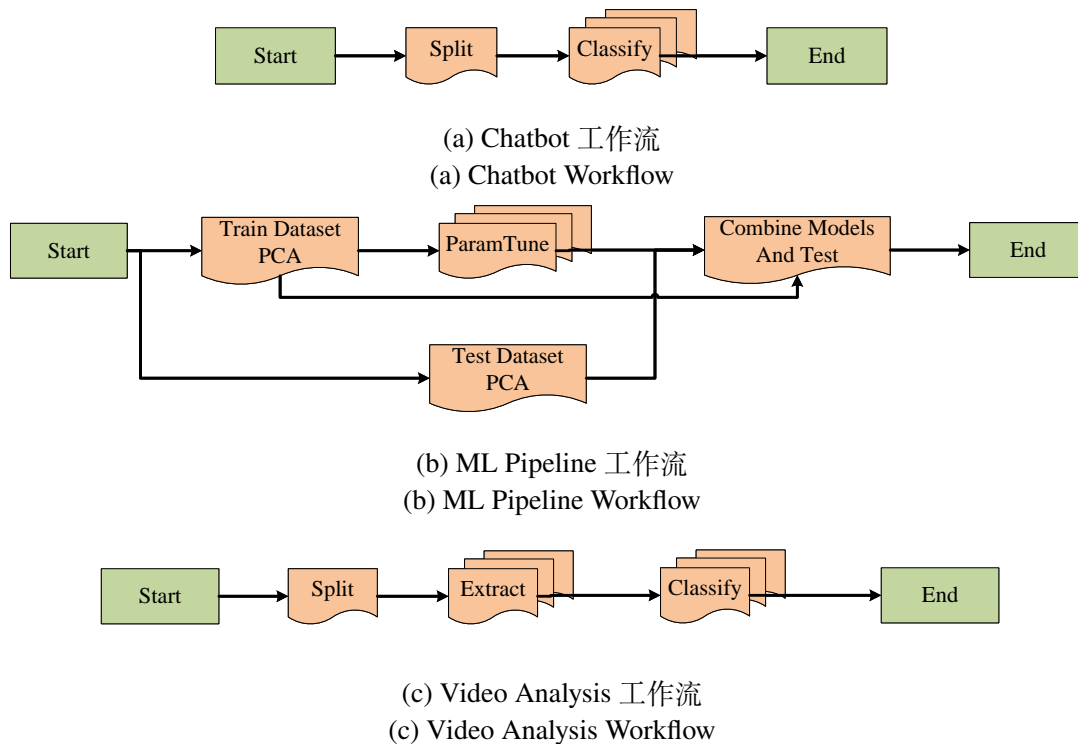 Start
Split
Classify
End
(a) Chatbot 工作流
(a) Chatbot Workflow
Start
Train Dataset
PCA
ParamTune
Combine Models
And Test
End
Test Dataset
PCA
(b) ML Pipeline 工作流
(b) ML Pipeline Workflow
Start
Split
Extract
Classify
End
(c) Video Analysis 工作流
(c) Video Analysis Workflow